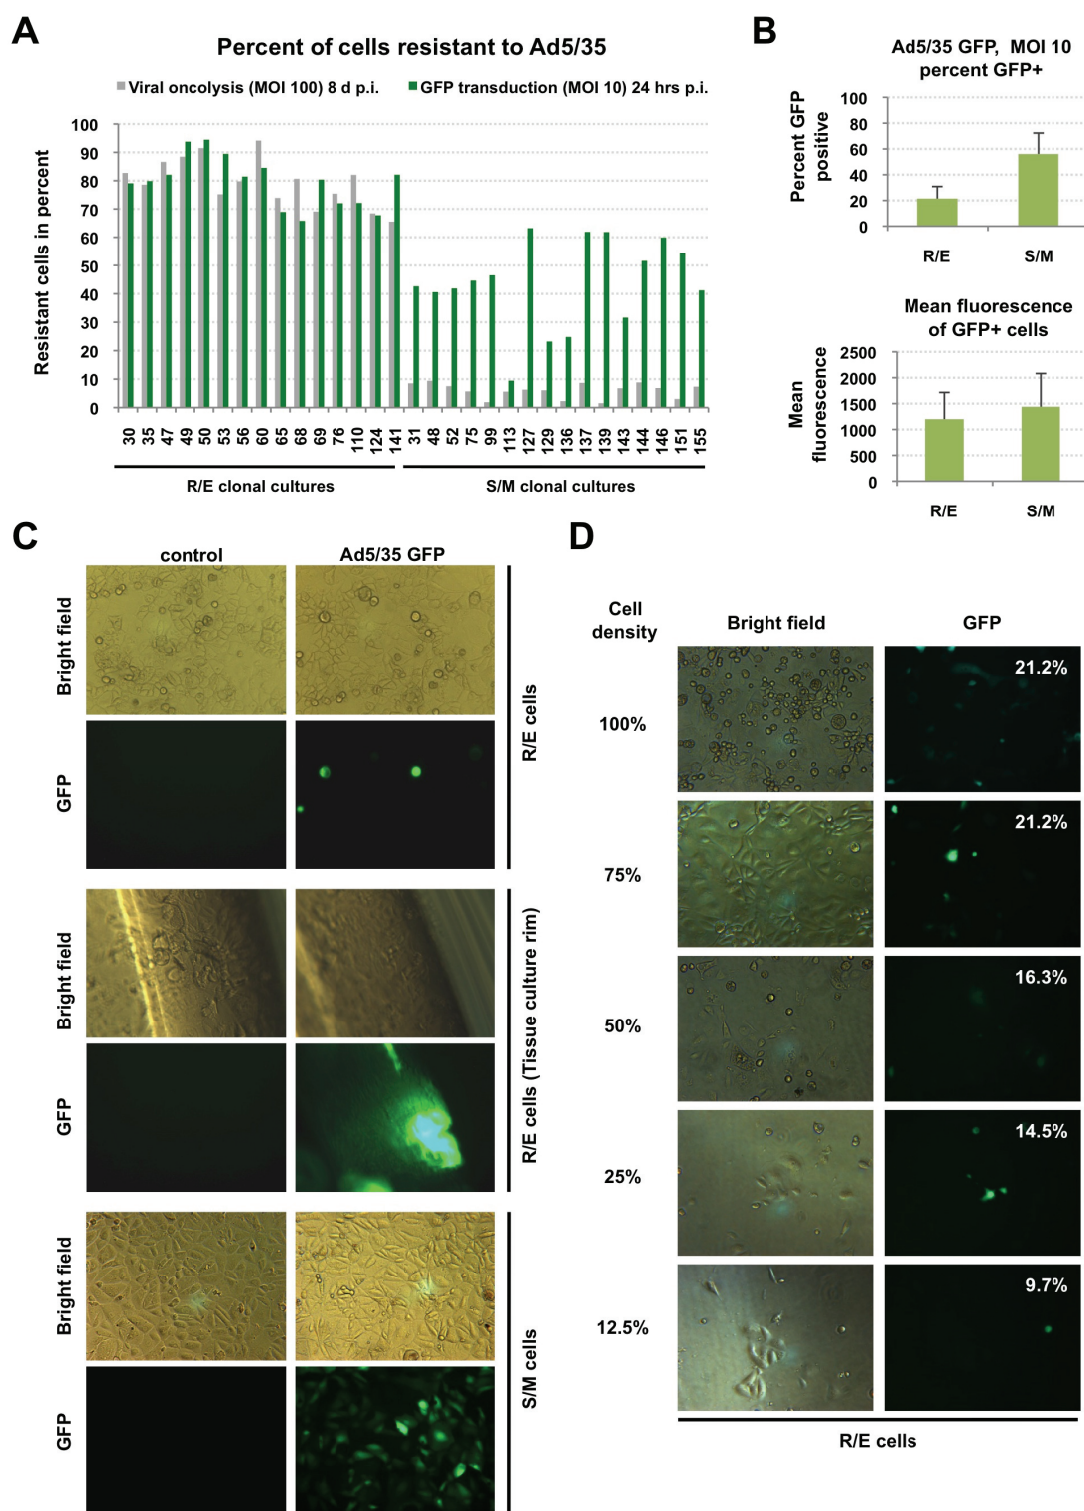 A
Percent of cells resistant to Ad5/35
Viral oncolysis (MOI 100) 8 d p.i.
GFP transduction (MOI 10) 24 hrs p.i.
Resistant cells in percent
100
90
80
70
60
50
40
30
20
10
0
30 35 47 49 50 53 56 60 65 68 69 76 110 124 141 31 48 52 75 99 113 127 129 136 137 139 143 144 146 151 155
R/E clonal cultures
S/M clonal cultures
B
Ad5/35 GFP, MOI 10
percent GFP+
Percent GFP
positive
100
80
60
40
20
0
R/E S/M
Mean fluorescence
of GFP+ cells
Mean
fluorescence
2500
2000
1500
1000
500
0
R/E S/M
C
control Ad5/35 GFP
Bright field
GFP
R/E cells
Bright field
GFP
R/E cells (Tissue culture rim)
Bright field
GFP
S/M cells
D
Cell
density
Bright field GFP
100% 21.2%
75% 21.2%
50% 16.3%
25% 14.5%
12.5% 9.7%
R/E cells